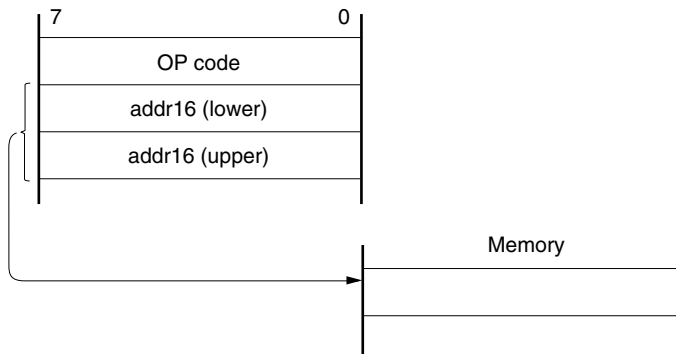 7 0
OP code
addr16 (lower)
addr16 (upper)
Memory